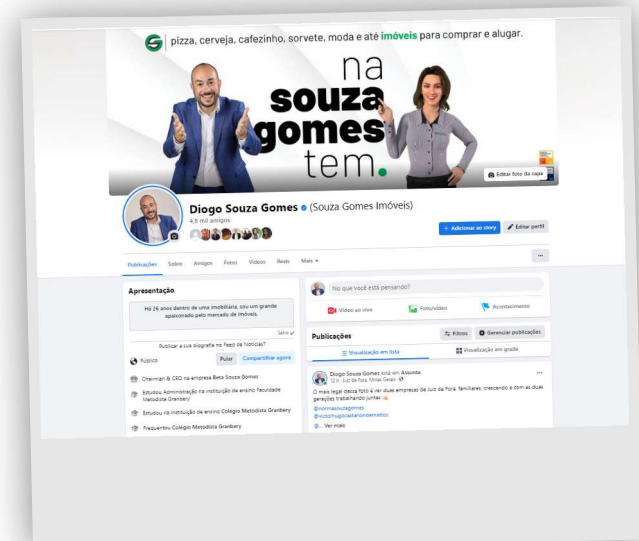 pizza, cerveja, cafezinho, sorvete, moda e até imóveis para comprar e alugar.
na
souza
gomes
tem.
Editar foto da capa
Diogo Souza Gomes (Souza Gomes Imóveis)
4,8 mil amigos
+ Adicionar ao story
Editar perfil
Publicações Sobre Amigos Fotos Vídeos Reels Mais
Apresentação
Há 26 anos dentro de uma imobiliária, sou um grande
apaixonado pelo mercado de imóveis.
Salvo
Publicar a sua biografia no Feed de Notícias?
Público
Pular
Compartilhar agora
Chairman & CEO na empresa Beta Souza Gomes
Estudou Administração na instituição de ensino Faculdade
Metodista Granbery
Estudou na instituição de ensino Colégio Metodista Granbery
Frequentou Colégio Metodista Granbery
No que você está pensando?
Vídeo ao vivo
Foto/vídeo
Acontecimento
Publicações
Filtros
Gerenciar publicações
Visualização em lista
Visualização em grade
Diogo Souza Gomes está em Assunta.
12 h · Juiz de Fora, Minas Gerais
O mais legal dessa foto é ver duas empresas de Juiz de Fora, familiares, crescendo e com as duas
gerações trabalhando juntas
@normasouzagomes
@victorhugocastanondemattos
@... Ver mais